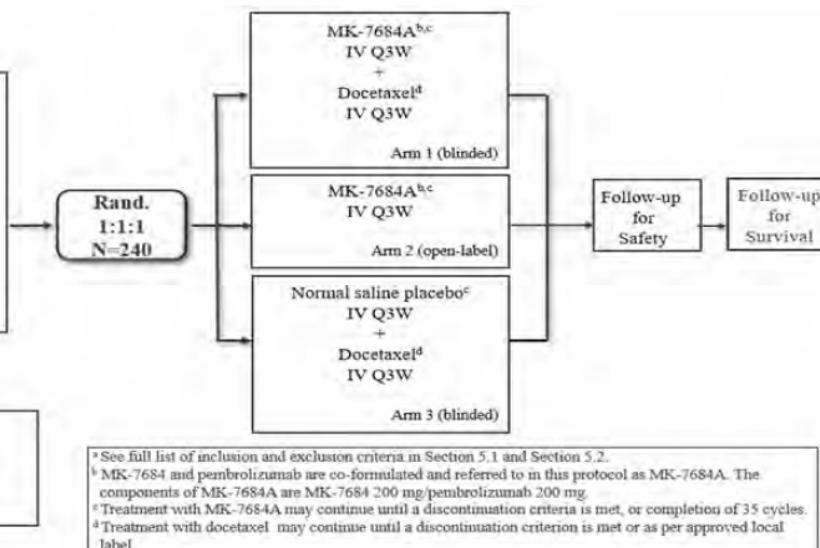 MK-7684Aᵇ,ᶜ
IV Q3W
+
Docetaxelᵈ
IV Q3W
Arm 1 (blinded)
Rand.
1:1:1
N=240
MK-7684Aᵇ,ᶜ
IV Q3W
Arm 2 (open-label)
Normal saline placeboᶜ
IV Q3W
+
Docetaxelᵈ
IV Q3W
Arm 3 (blinded)
Follow-up
for
Safety
Follow-up
for
Survival
ᵃ See full list of inclusion and exclusion criteria in Section 5.1 and Section 5.2.
ᵇ MK-7684 and pembrolizumab are co-formulated and referred to in this protocol as MK-7684A. The
components of MK-7684A are MK-7684 200 mg/pembrolizumab 200 mg.
ᶜ Treatment with MK-7684A may continue until a discontinuation criteria is met, or completion of 35 cycles.
ᵈ Treatment with docetaxel may continue until a discontinuation criterion is met or as per approved local
label